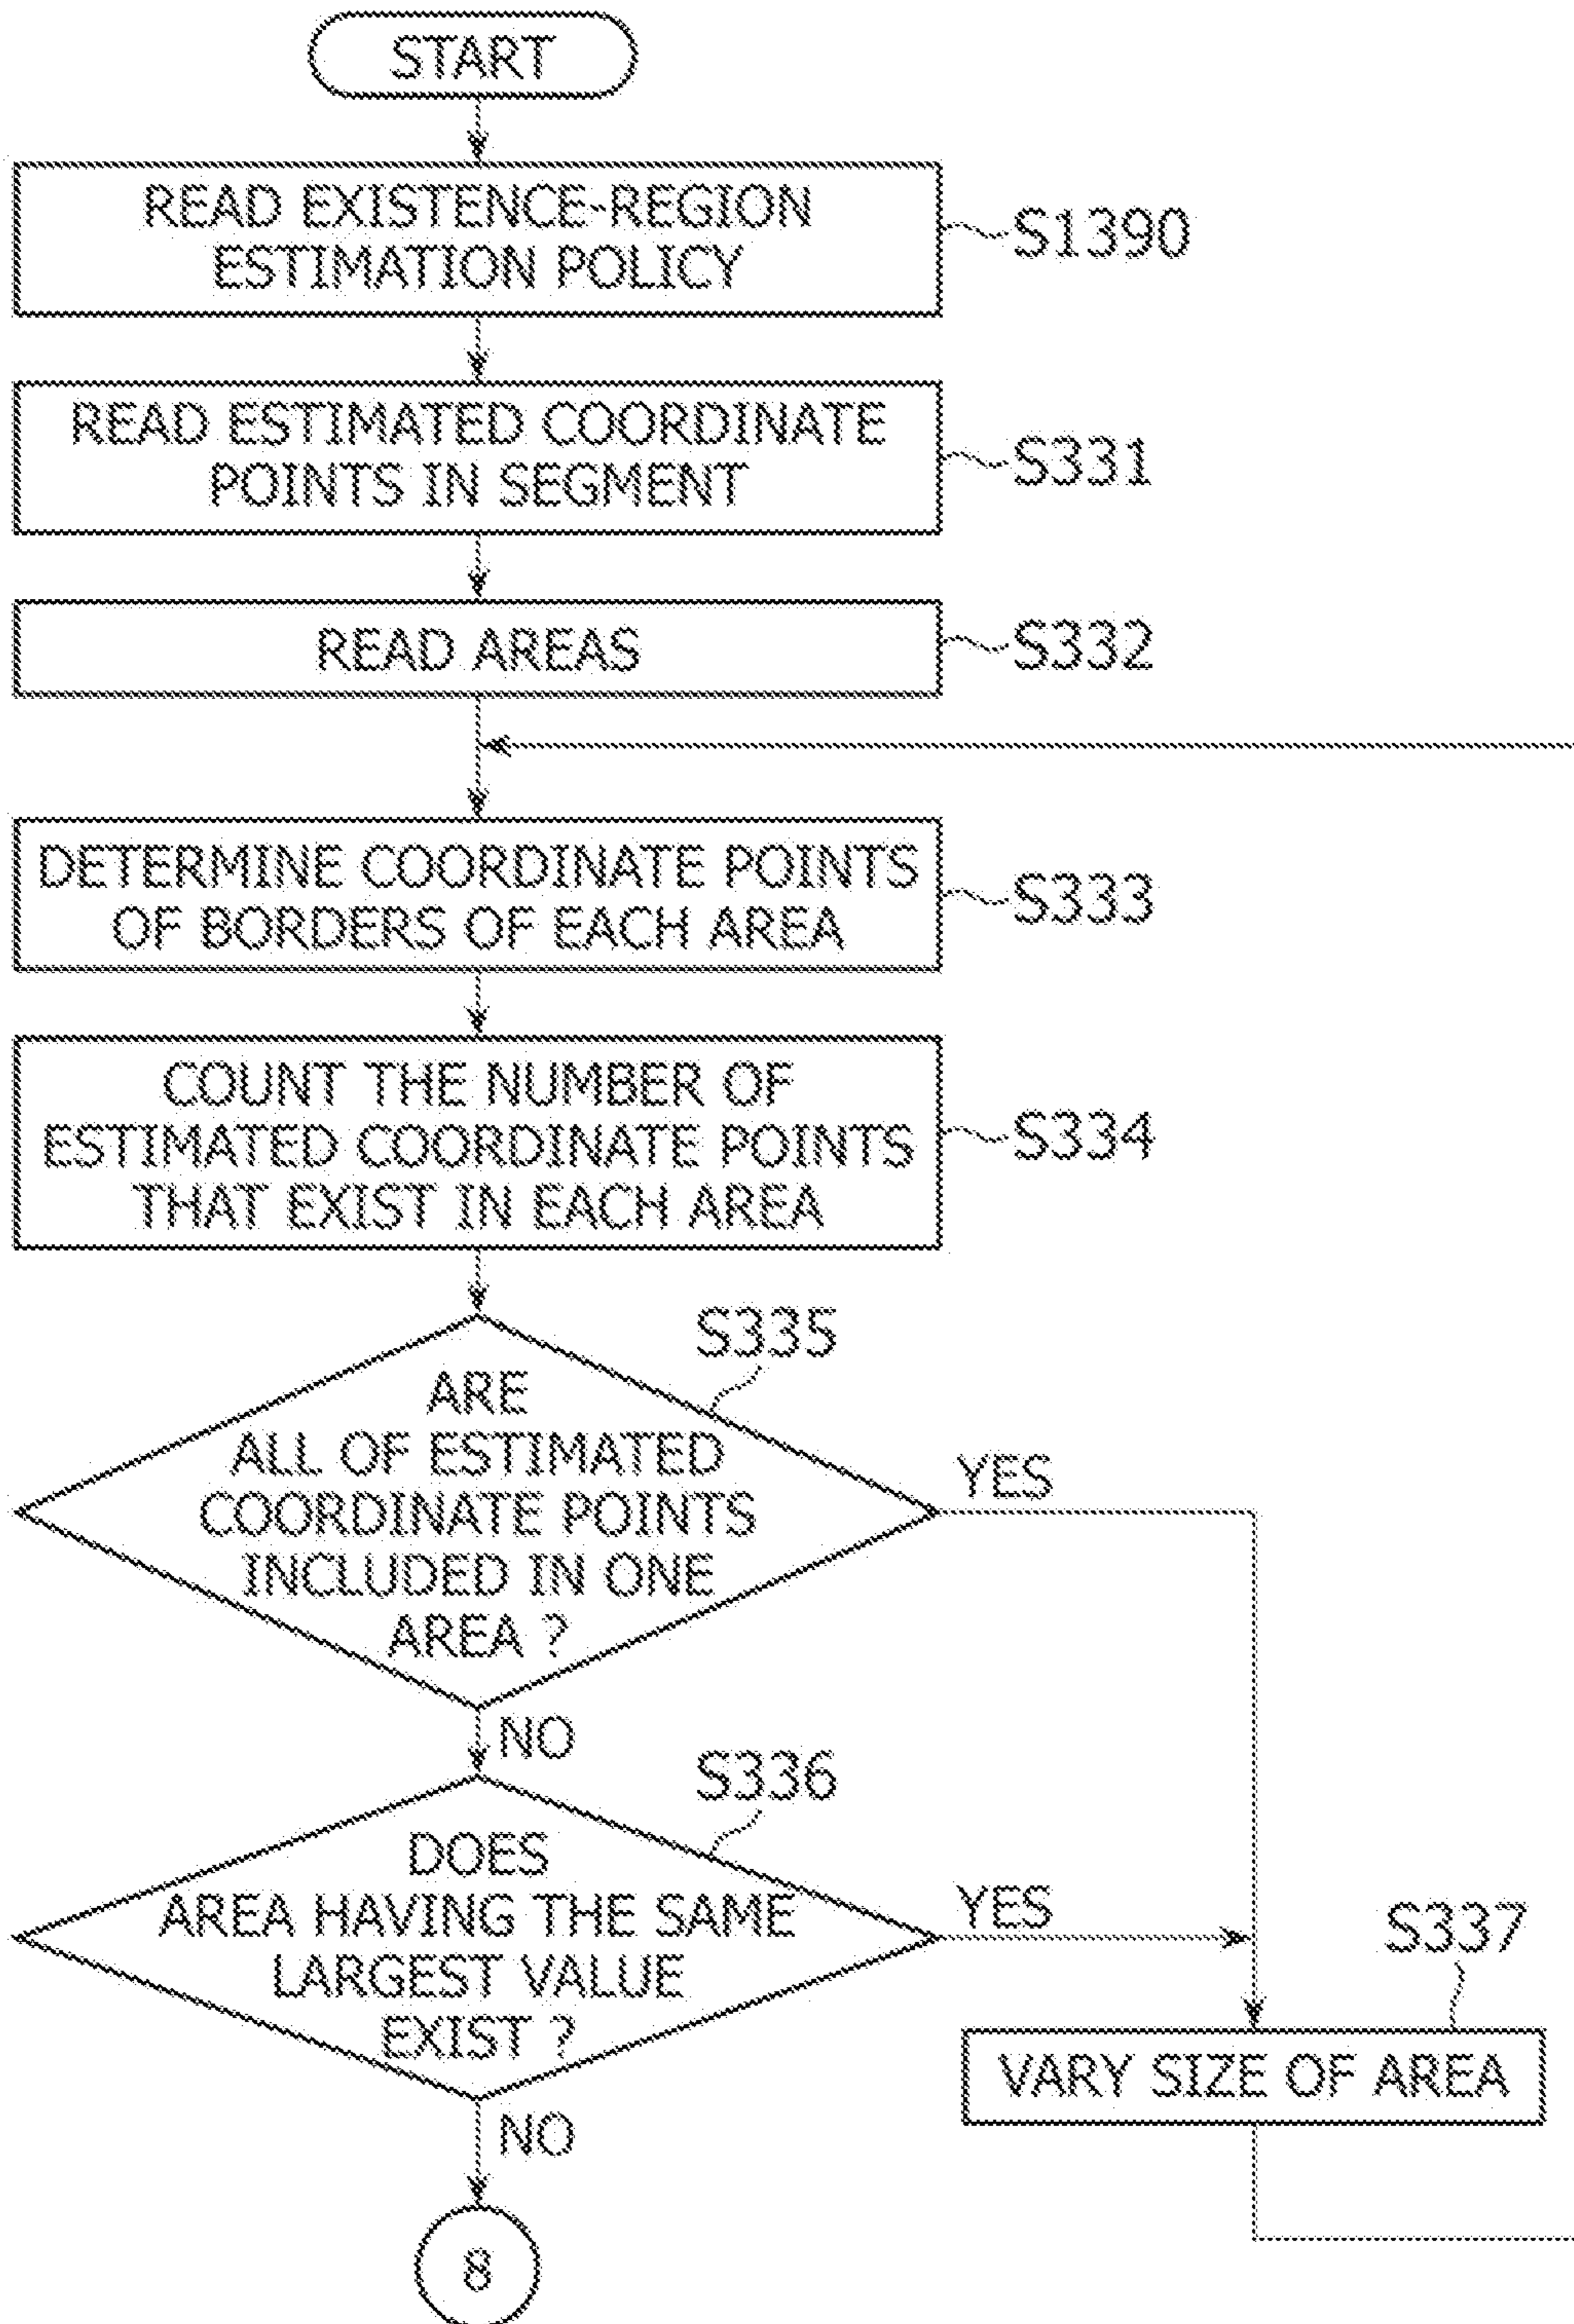 START
READ EXISTENCE-REGION
ESTIMATION POLICY
S1390
READ ESTIMATED COORDINATE
POINTS IN SEGMENT
S331
READ AREAS
S332
DETERMINE COORDINATE POINTS
OF BORDERS OF EACH AREA
S333
COUNT THE NUMBER OF
ESTIMATED COORDINATE POINTS
THAT EXIST IN EACH AREA
S334
S335
ARE
ALL OF ESTIMATED
COORDINATE POINTS
INCLUDED IN ONE
AREA ?
YES
NO
S336
DOES
AREA HAVING THE SAME
LARGEST VALUE
EXIST ?
YES
S337
VARY SIZE OF AREA
NO
8